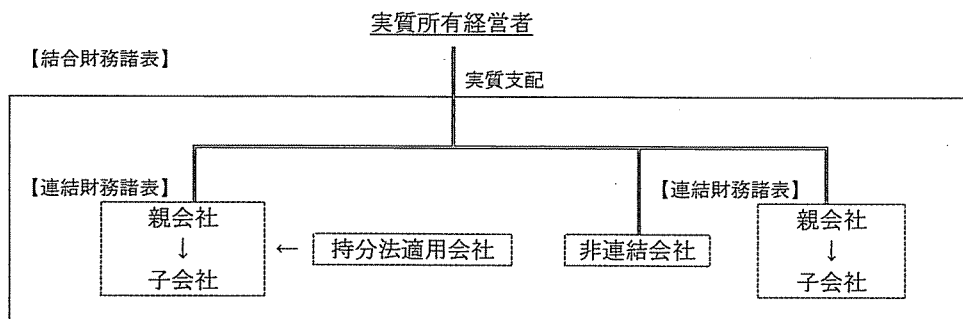 実質所有経営者
【結合財務諸表】
実質支配
【連結財務諸表】
【連結財務諸表】
親会社
↓
子会社
←
持分法適用会社
非連結会社
親会社
↓
子会社